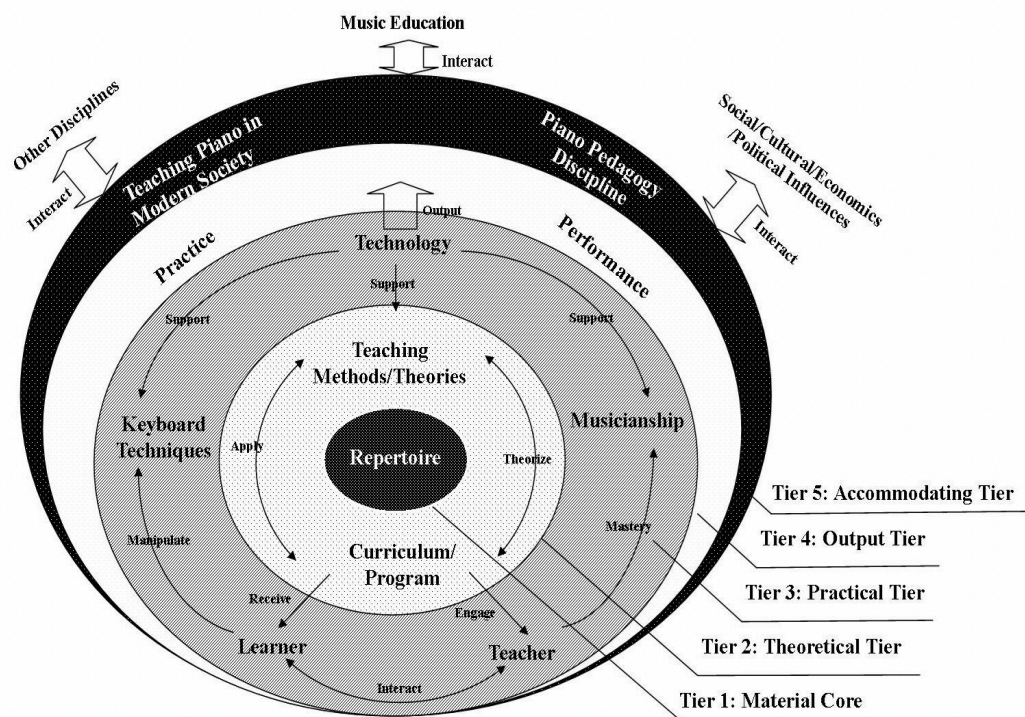 Music Education
Interact
Other Disciplines
Interact
Teaching Piano in
Modern Society
Piano Pedagogy
Discipline
Social/Cultural/Economics
/Political Influences
Interact
Practice
Output
Performance
Technology
Support
Support
Support
Teaching
Methods/Theories
Keyboard
Techniques
Musicianship
Apply
Repertoire
Theorize
Manipulate
Mastery
Curriculum/
Program
Receive
Engage
Learner
Teacher
Interact
Tier 5: Accommodating Tier
Tier 4: Output Tier
Tier 3: Practical Tier
Tier 2: Theoretical Tier
Tier 1: Material Core